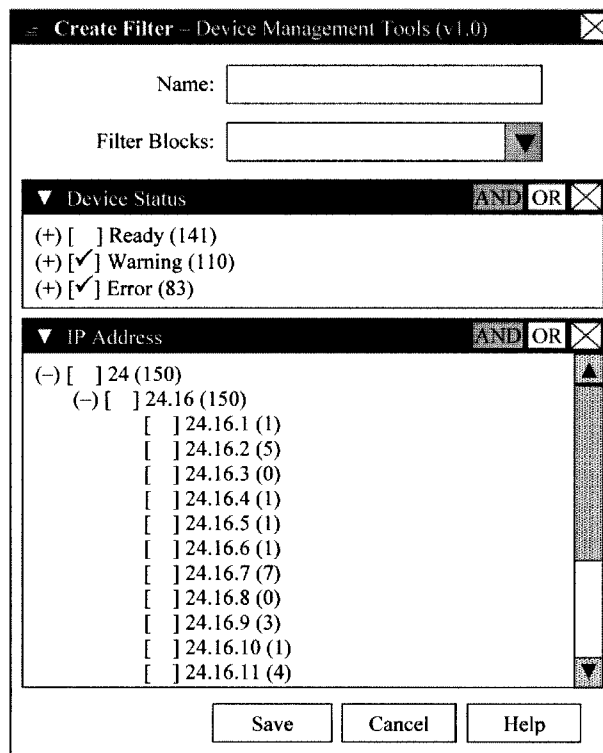 Create Filter – Device Management Tools (v1.0)
Name:
Filter Blocks:
Device Status AND OR
(+) [ ] Ready (141)
(+) [✓] Warning (110)
(+) [✓] Error (83)
IP Address AND OR
(–) [ ] 24 (150)
(–) [ ] 24.16 (150)
[ ] 24.16.1 (1)
[ ] 24.16.2 (5)
[ ] 24.16.3 (0)
[ ] 24.16.4 (1)
[ ] 24.16.5 (1)
[ ] 24.16.6 (1)
[ ] 24.16.7 (7)
[ ] 24.16.8 (0)
[ ] 24.16.9 (3)
[ ] 24.16.10 (1)
[ ] 24.16.11 (4)
Save Cancel Help